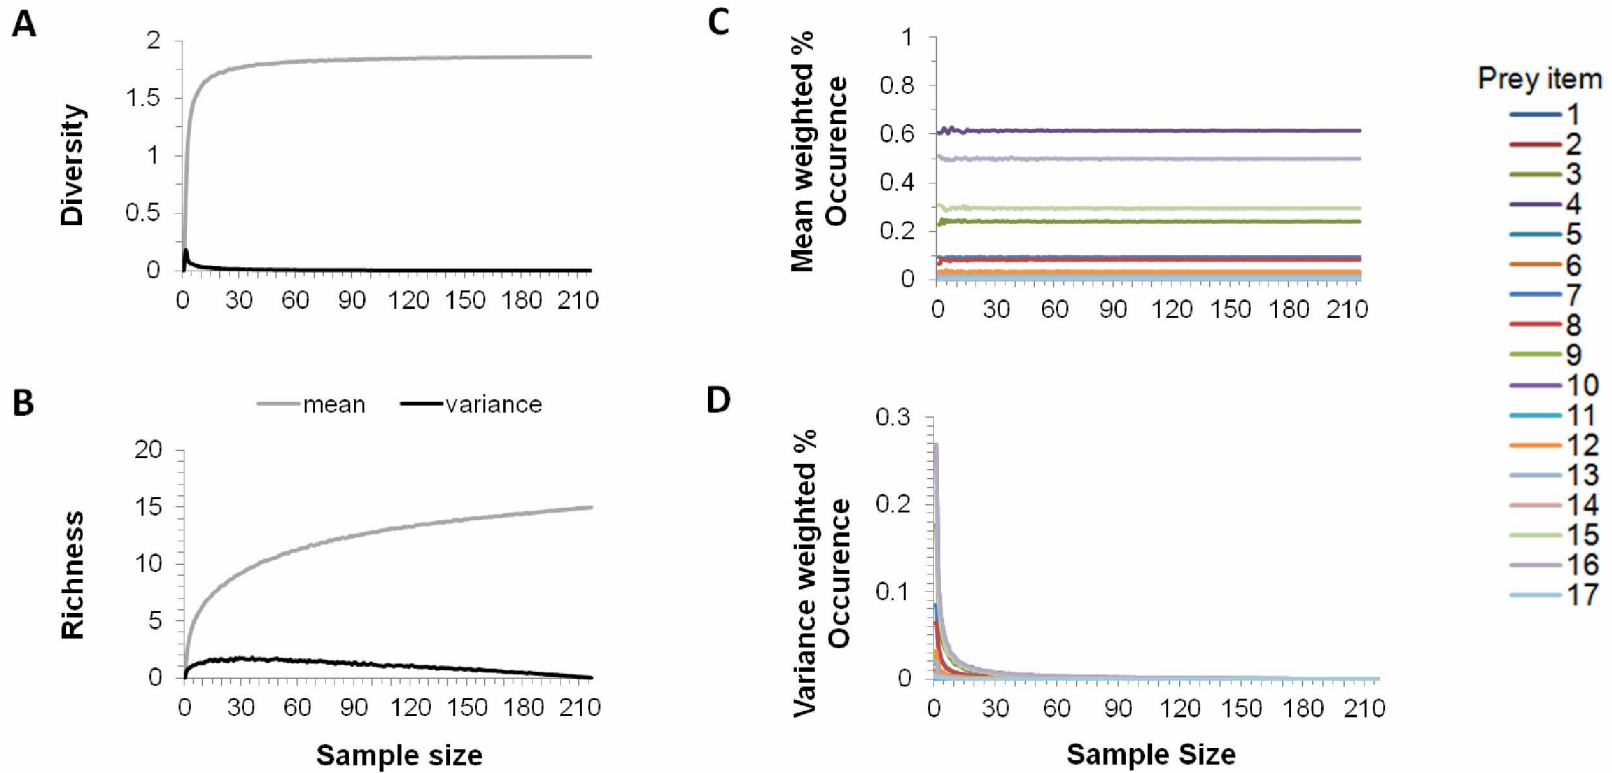 A
Diversity
2
1.5
1
0.5
0
0 30 60 90 120 150 180 210
B
mean variance
Richness
20
15
10
5
0
0 30 60 90 120 150 180 210
Sample size
C
Mean weighted %
Occurence
1
0.8
0.6
0.4
0.2
0
0 30 60 90 120 150 180 210
D
Variance weighted %
Occurence
0.3
0.2
0.1
0
0 30 60 90 120 150 180 210
Sample Size
Prey item
1
2
3
4
5
6
7
8
9
10
11
12
13
14
15
16
17